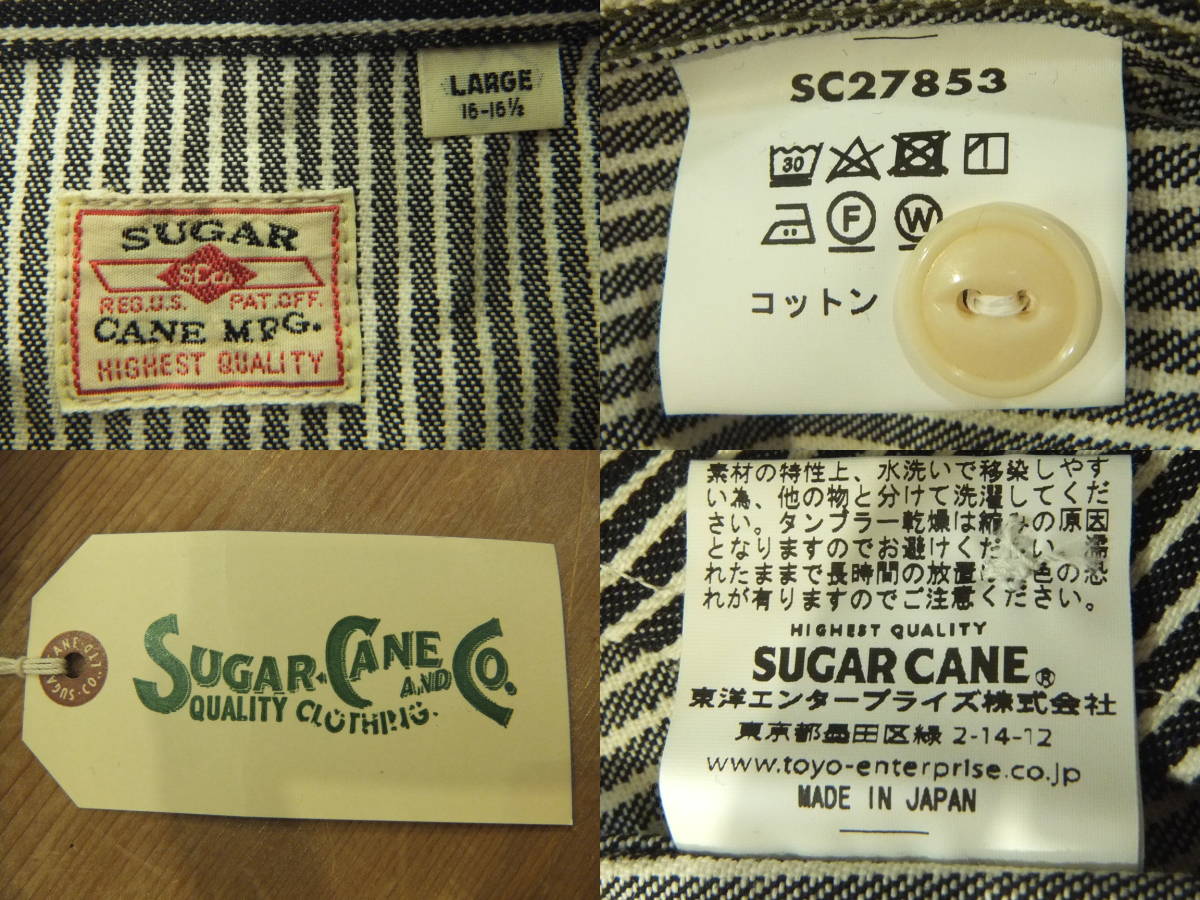 LARGE
16-16½
SUGAR
SCCo.
REG.U.S. PAT.OFF.
CANE MFG.
HIGHEST QUALITY
SC27853
30
F W
コットン
SUGAR CANE
AND CO.
QUALITY CLOTHING.
素材の特性上、水洗いで移染しやす
い為、他の物と分けて洗濯してくだ
さい。タンブラー乾燥は縮みの原因
となりますのでお避けください。濡
れたままで長時間の放置は色の恐
れが有りますのでご注意ください。
HIGHEST QUALITY
SUGAR CANE®
東洋エンタープライズ株式会社
東京都墨田区緑 2-14-12
www.toyo-enterprise.co.jp
MADE IN JAPAN